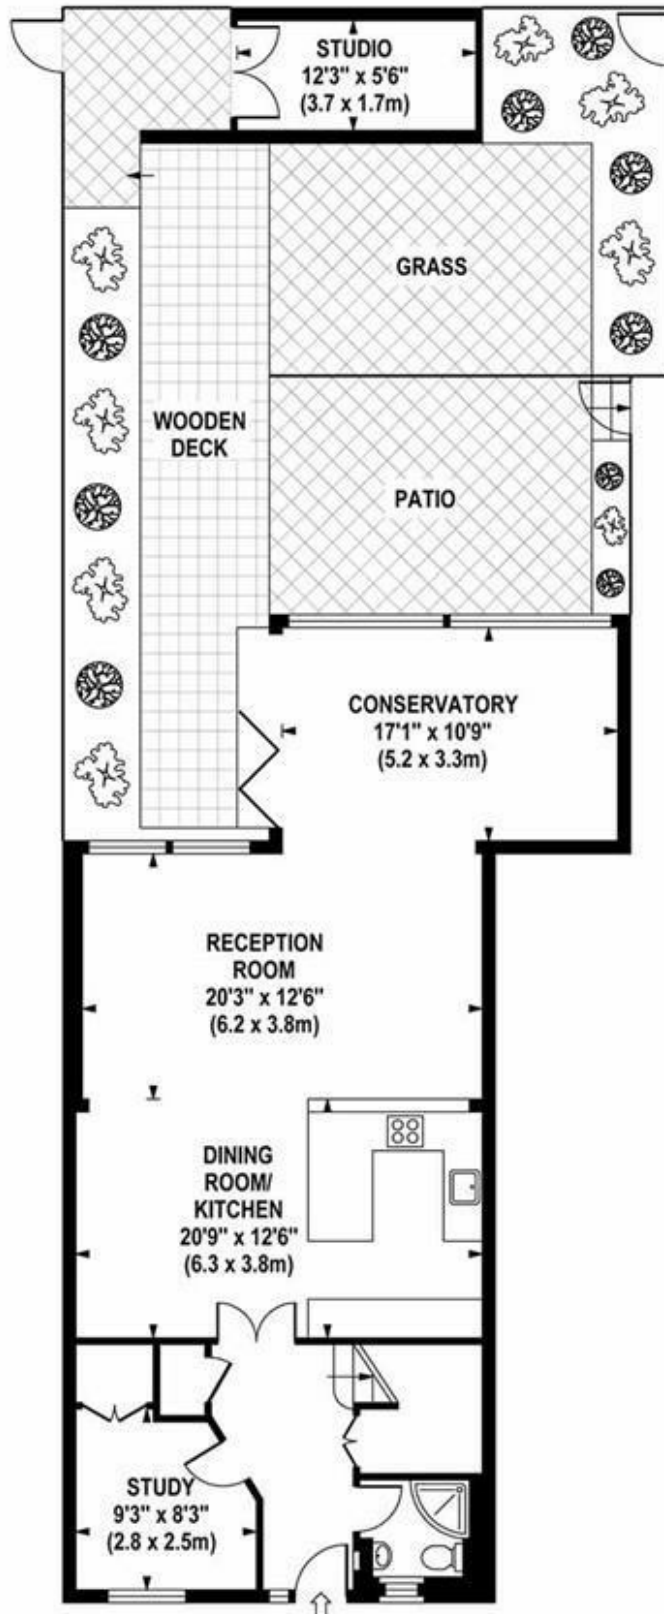 STUDIO
12'3" x 5'6"
(3.7 x 1.7m)
GRASS
WOODEN
DECK
PATIO
CONSERVATORY
17'1" x 10'9"
(5.2 x 3.3m)
RECEPTION
ROOM
20'3" x 12'6"
(6.2 x 3.8m)
DINING
ROOM/
KITCHEN
20'9" x 12'6"
(6.3 x 3.8m)
STUDY
9'3" x 8'3"
(2.8 x 2.5m)